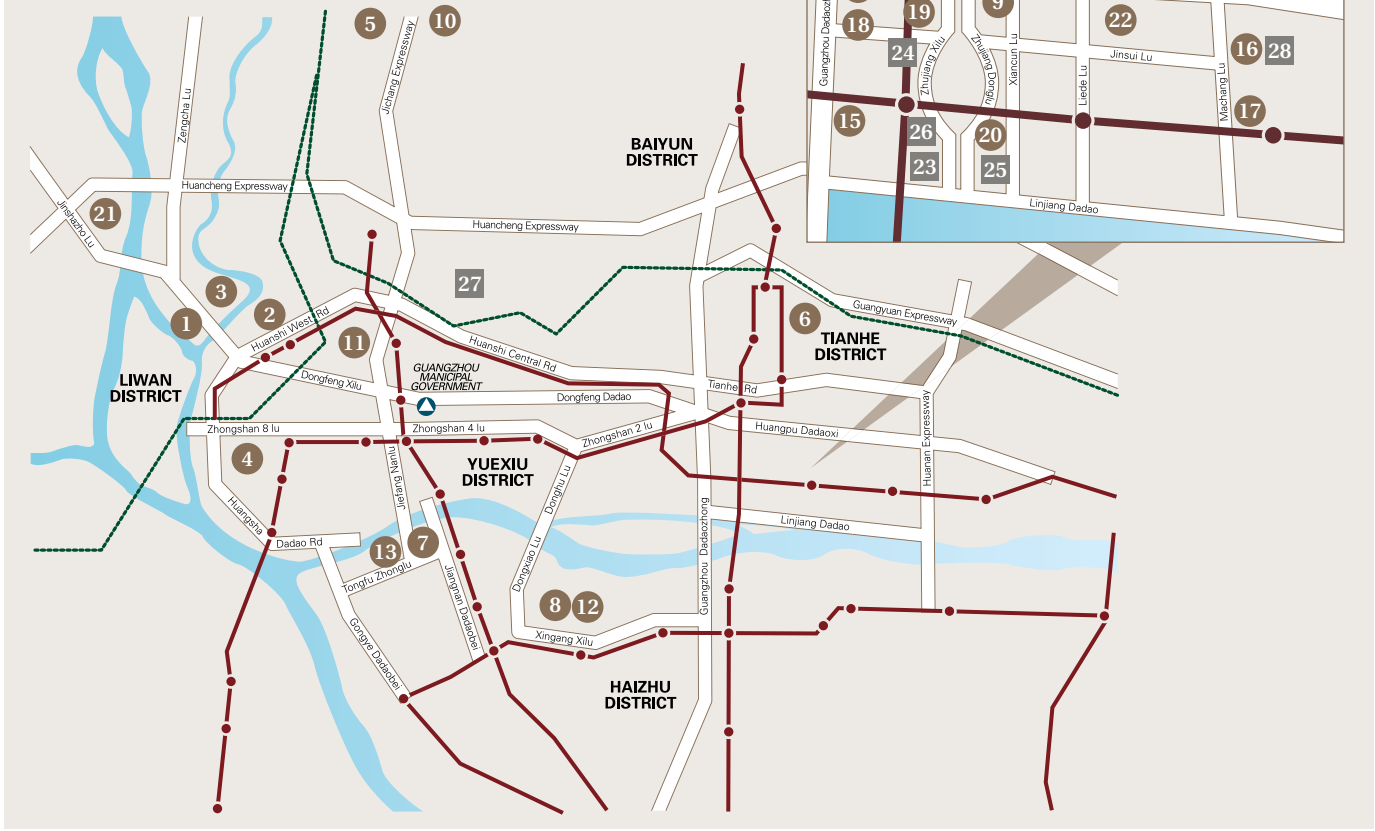 5
10
Jichang Expressway
Zengcha Lu
BAIYUN
DISTRICT
Huancheng Expressway
Huancheng Expressway
21
Jinshazho Lu
3
27
1
2
Huanshi West Rd
11
6
Guangyuan Expressway
TIANHE
DISTRICT
Huanshi Central Rd
GUANGZHOU
MANICIPAL
GOVERNMENT
LIWAN
DISTRICT
Dongfeng Xilu
Dongfeng Dadao
Tianhe Rd
Zhongshan 8 lu
Zhongshan 4 lu
Zhongshan 2 lu
Huangpu Dadaoxi
Huanan Expressway
4
YUEXIU
DISTRICT
Jiefang Nanlu
Donghu Lu
Huangsha
Dadao Rd
Guangzhou Dadaozhong
Linjiang Dadao
13
7
Tongfu Zhonglu
Jiangnan Dadaobei
Dongxiao Lu
8
12
Xingang Xilu
Gongye Dadaobei
HAIZHU
DISTRICT
Guangzhou Dadaozh
18
19
9
22
24
Zhujiang Xilu
Zhujiang Donglu
Xiancun Lu
Jinsui Lu
16
28
Liede Lu
Machang Lu
15
26
20
17
23
25
Linjiang Dadao